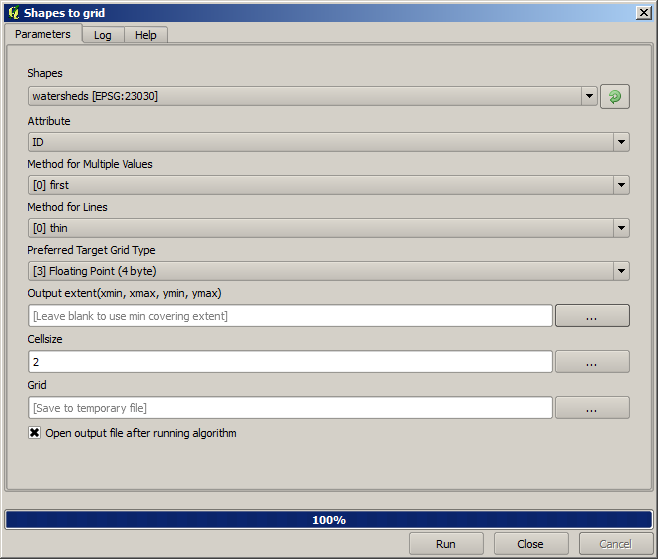 Shapes to grid
Parameters Log Help
Shapes
watersheds [EPSG:23030]
Attribute
ID
Method for Multiple Values
[0] first
Method for Lines
[0] thin
Preferred Target Grid Type
[3] Floating Point (4 byte)
Output extent(xmin, xmax, ymin, ymax)
[Leave blank to use min covering extent] ...
Cellsize
2 ...
Grid
[Save to temporary file] ...
Open output file after running algorithm
100%
Run Close Cancel